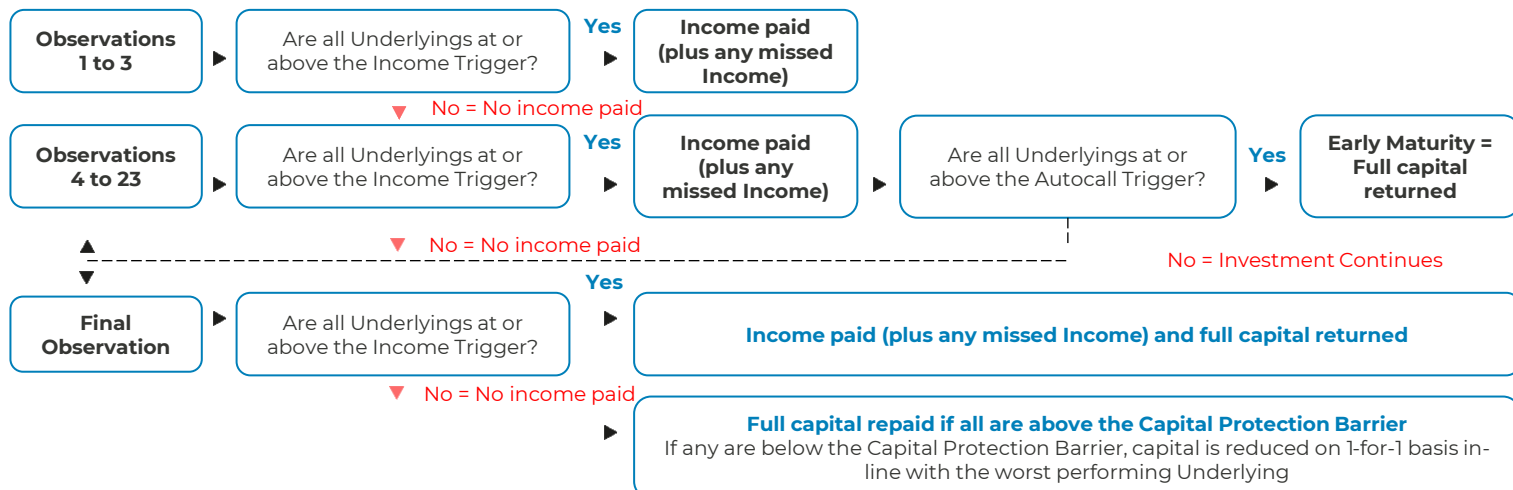 Observations
1 to 3
Are all Underlyings at or
above the Income Trigger?
Yes
Income paid
(plus any missed
Income)
No = No income paid
Observations
4 to 23
Are all Underlyings at or
above the Income Trigger?
Yes
Income paid
(plus any
missed Income)
Are all Underlyings at or
above the Autocall Trigger?
Yes
Early Maturity =
Full capital
returned
No = No income paid
No = Investment Continues
Final
Observation
Are all Underlyings at or
above the Income Trigger?
Yes
Income paid (plus any missed Income) and full capital returned
No = No income paid
Full capital repaid if all are above the Capital Protection Barrier
If any are below the Capital Protection Barrier, capital is reduced on 1-for-1 basis in-
line with the worst performing Underlying